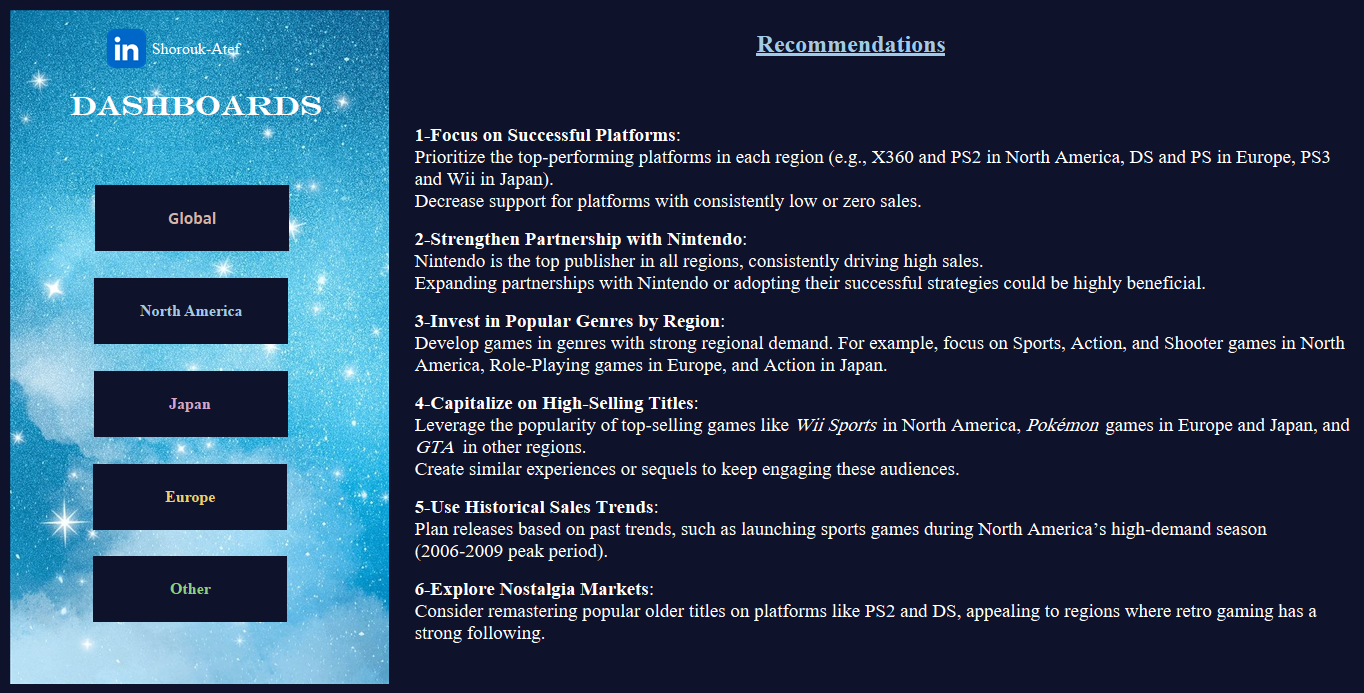 in Shorouk-Atef
DASHBOARDS
Global
North America
Japan
Europe
Other
Recommendations
1-Focus on Successful Platforms:
Prioritize the top-performing platforms in each region (e.g., X360 and PS2 in North America, DS and PS in Europe, PS3
and Wii in Japan).
Decrease support for platforms with consistently low or zero sales.
2-Strengthen Partnership with Nintendo:
Nintendo is the top publisher in all regions, consistently driving high sales.
Expanding partnerships with Nintendo or adopting their successful strategies could be highly beneficial.
3-Invest in Popular Genres by Region:
Develop games in genres with strong regional demand. For example, focus on Sports, Action, and Shooter games in North
America, Role-Playing games in Europe, and Action in Japan.
4-Capitalize on High-Selling Titles:
Leverage the popularity of top-selling games like Wii Sports in North America, Pokémon games in Europe and Japan, and
GTA in other regions.
Create similar experiences or sequels to keep engaging these audiences.
5-Use Historical Sales Trends:
Plan releases based on past trends, such as launching sports games during North America’s high-demand season
(2006-2009 peak period).
6-Explore Nostalgia Markets:
Consider remastering popular older titles on platforms like PS2 and DS, appealing to regions where retro gaming has a
strong following.